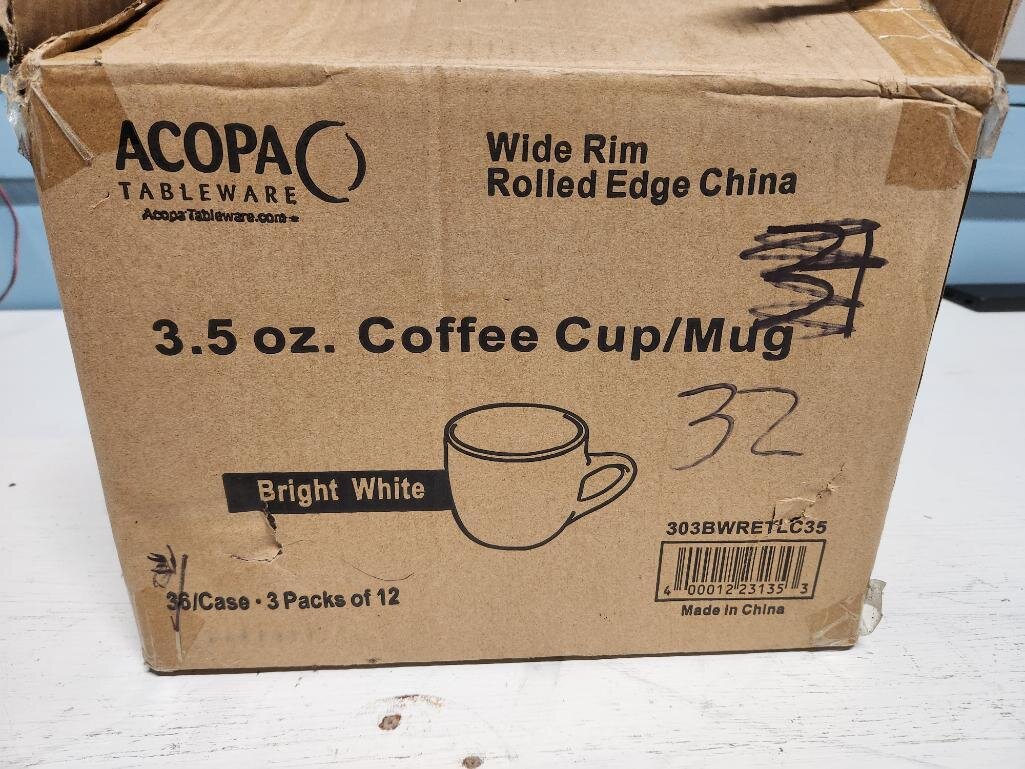 ACOPA
TABLEWARE
AcopaTableware.com
Wide Rim
Rolled Edge China
3.5 oz. Coffee Cup/Mug
32
Bright White
303BWRETLC35
4 00012 23135 3
Made in China
36/Case • 3 Packs of 12